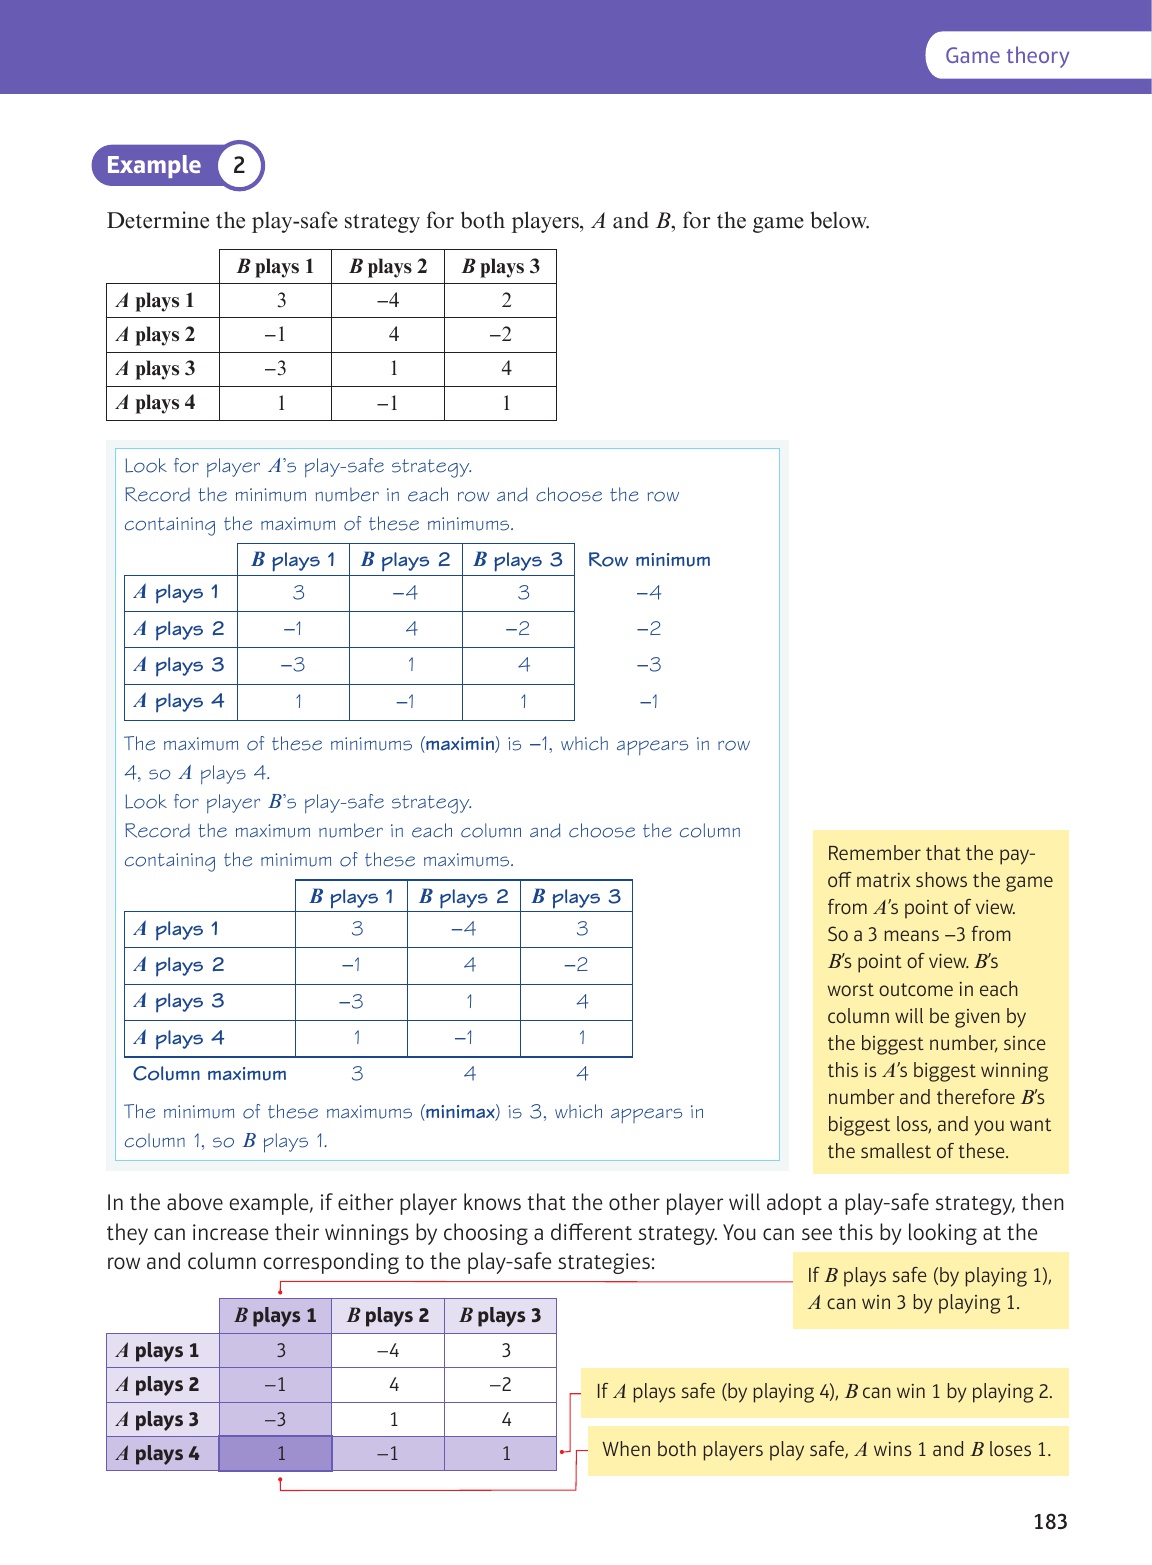 Game theory
Example 2
Determine the play-safe strategy for both players, A and B, for the game below.
B plays 1 B plays 2 B plays 3
A plays 1 3 −4 2
A plays 2 −1 4 −2
A plays 3 −3 1 4
A plays 4 1 −1 1
Look for player A's play-safe strategy.
Record the minimum number in each row and choose the row
containing the maximum of these minimums.
B plays 1 B plays 2 B plays 3 Row minimum
A plays 1 3 −4 3 −4
A plays 2 −1 4 −2 −2
A plays 3 −3 1 4 −3
A plays 4 1 −1 1 −1
The maximum of these minimums (maximin) is −1, which appears in row
4, so A plays 4.
Look for player B's play-safe strategy.
Record the maximum number in each column and choose the column
containing the minimum of these maximums.
B plays 1 B plays 2 B plays 3
A plays 1 3 −4 3
A plays 2 −1 4 −2
A plays 3 −3 1 4
A plays 4 1 −1 1
Column maximum 3 4 4
The minimum of these maximums (minimax) is 3, which appears in
column 1, so B plays 1.
Remember that the pay-
off matrix shows the game
from A's point of view.
So a 3 means −3 from
B's point of view. B's
worst outcome in each
column will be given by
the biggest number, since
this is A's biggest winning
number and therefore B's
biggest loss, and you want
the smallest of these.
In the above example, if either player knows that the other player will adopt a play-safe strategy, then
they can increase their winnings by choosing a different strategy. You can see this by looking at the
row and column corresponding to the play-safe strategies:
If B plays safe (by playing 1),
A can win 3 by playing 1.
B plays 1 B plays 2 B plays 3
A plays 1 3 −4 3
A plays 2 −1 4 −2
A plays 3 −3 1 4
A plays 4 1 −1 1
If A plays safe (by playing 4), B can win 1 by playing 2.
When both players play safe, A wins 1 and B loses 1.
183